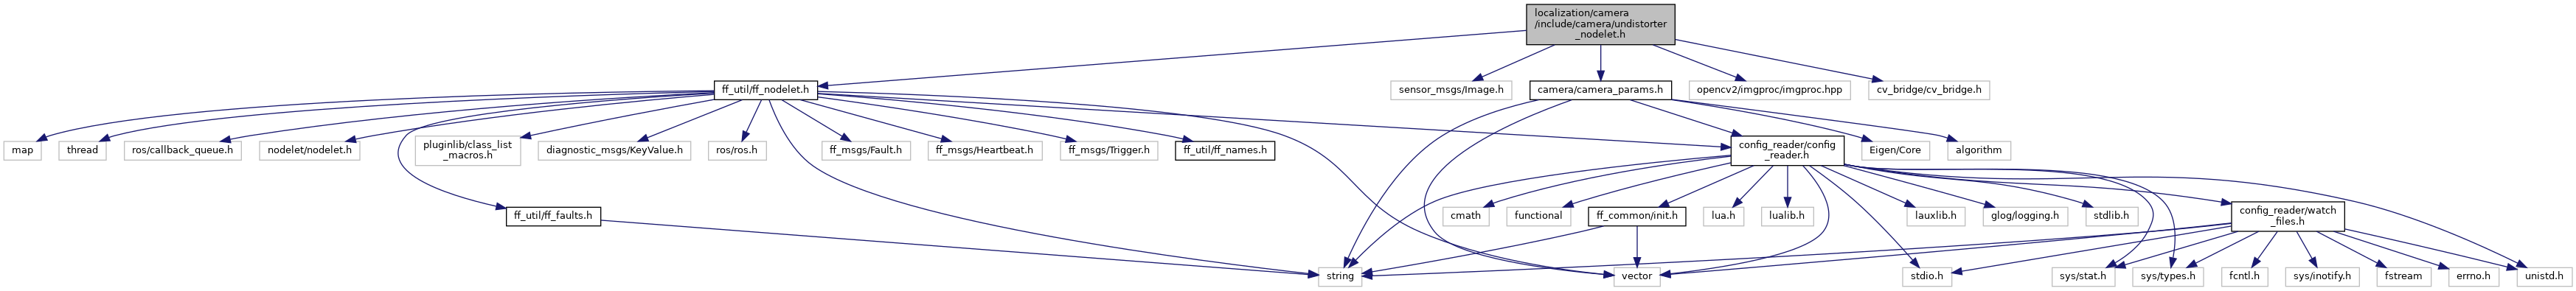 localization/camera
/include/camera/undistorter
_nodelet.h
ff_util/ff_nodelet.h
sensor_msgs/Image.h
camera/camera_params.h
opencv2/imgproc/imgproc.hpp
cv_bridge/cv_bridge.h
map
thread
ros/callback_queue.h
nodelet/nodelet.h
pluginlib/class_list
_macros.h
diagnostic_msgs/KeyValue.h
ros/ros.h
ff_msgs/Fault.h
ff_msgs/Heartbeat.h
ff_msgs/Trigger.h
ff_util/ff_names.h
config_reader/config
_reader.h
Eigen/Core
algorithm
ff_util/ff_faults.h
cmath
functional
ff_common/init.h
lua.h
lualib.h
lauxlib.h
glog/logging.h
stdlib.h
config_reader/watch
_files.h
string
vector
stdio.h
sys/stat.h
sys/types.h
fcntl.h
sys/inotify.h
fstream
errno.h
unistd.h